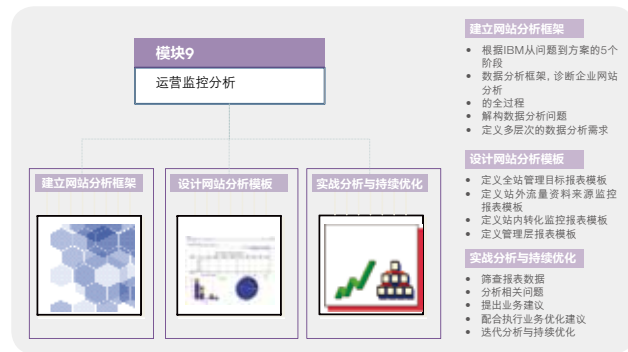 模块9
运营监控分析
建立网站分析框架
设计网站分析模板
实战分析与持续优化
建立网站分析框架
• 根据IBM从问题到方案的5个
阶段
• 数据分析框架, 诊断企业网站
分析
• 的全过程
• 解构数据分析问题
• 定义多层次的数据分析需求
设计网站分析模板
• 定义全站管理目标报表模板
• 定义站外流量资料来源监控
报表模板
• 定义站内转化监控报表模板
• 定义管理层报表模板
实战分析与持续优化
• 筛查报表数据
• 分析相关问题
• 提出业务建议
• 配合执行业务优化建议
• 迭代分析与持续优化